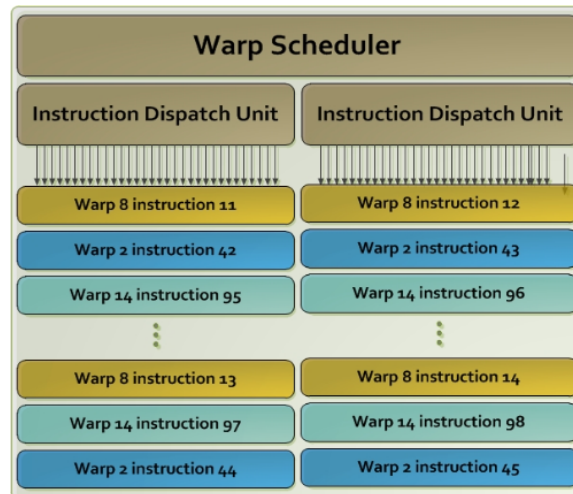 Warp Scheduler
Instruction Dispatch Unit
Instruction Dispatch Unit
Warp 8 instruction 11
Warp 8 instruction 12
Warp 2 instruction 42
Warp 2 instruction 43
Warp 14 instruction 95
Warp 14 instruction 96
Warp 8 instruction 13
Warp 8 instruction 14
Warp 14 instruction 97
Warp 14 instruction 98
Warp 2 instruction 44
Warp 2 instruction 45